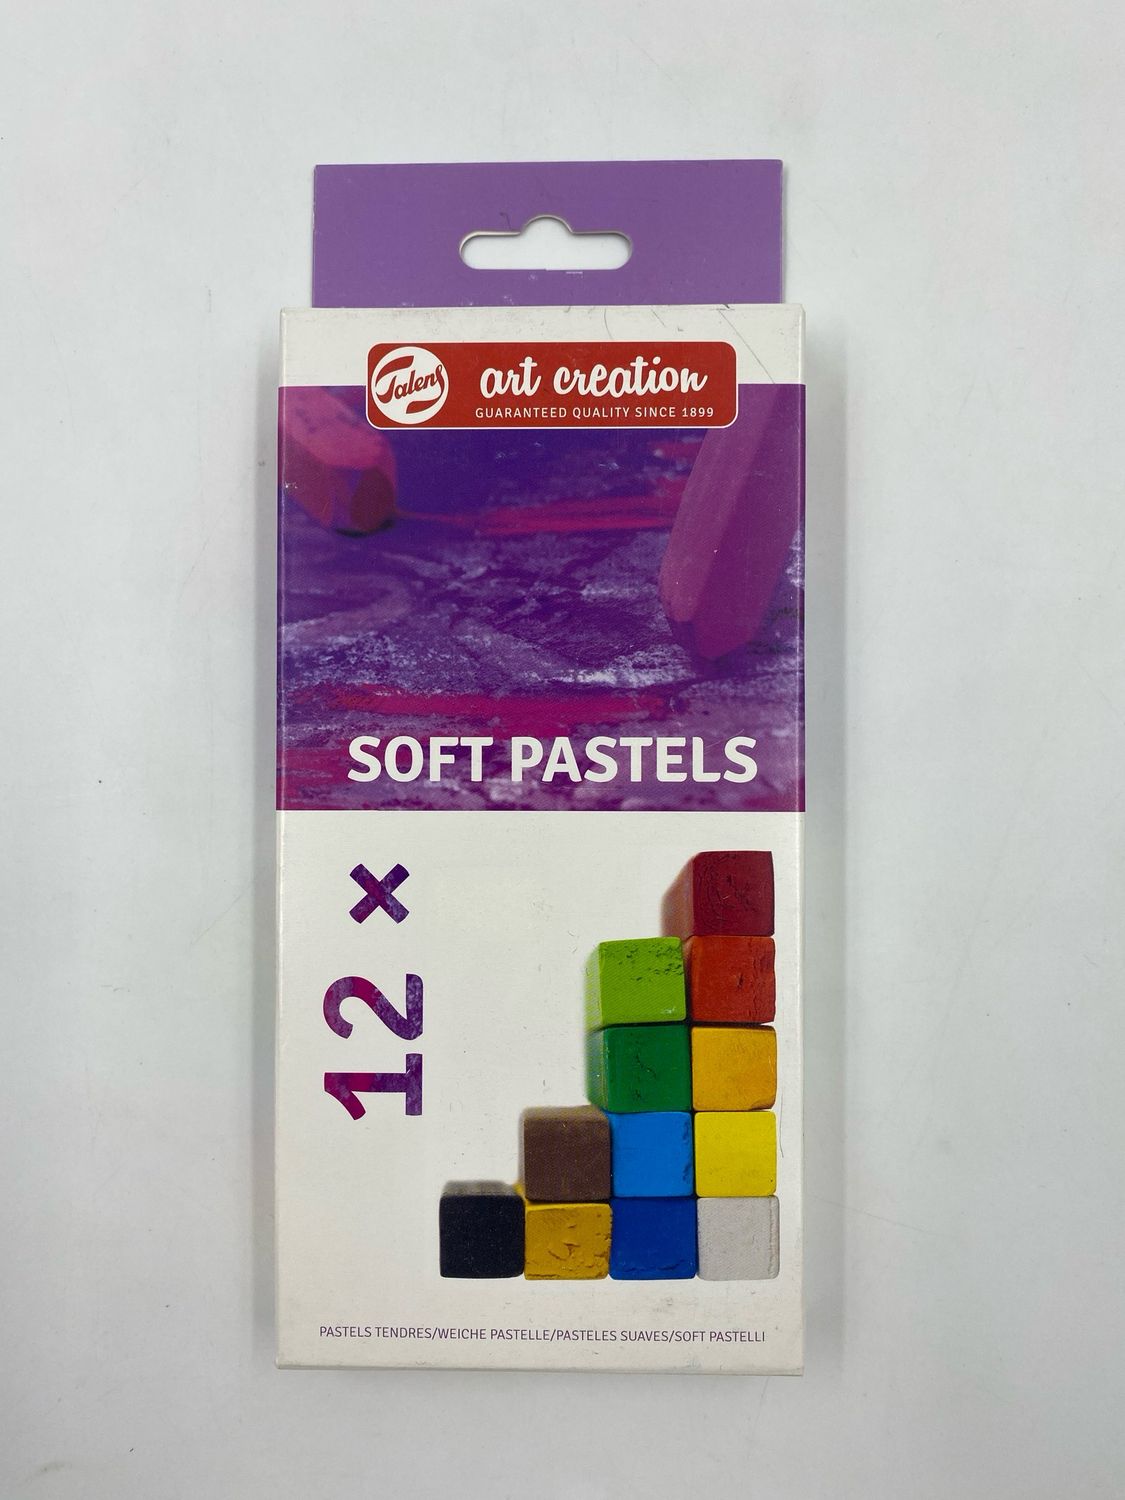 Talens
art creation
GUARANTEED QUALITY SINCE 1899
SOFT PASTELS
12 ×
PASTELS TENDRES/WEICHE PASTELLE/PASTELES SUAVES/SOFT PASTELLI